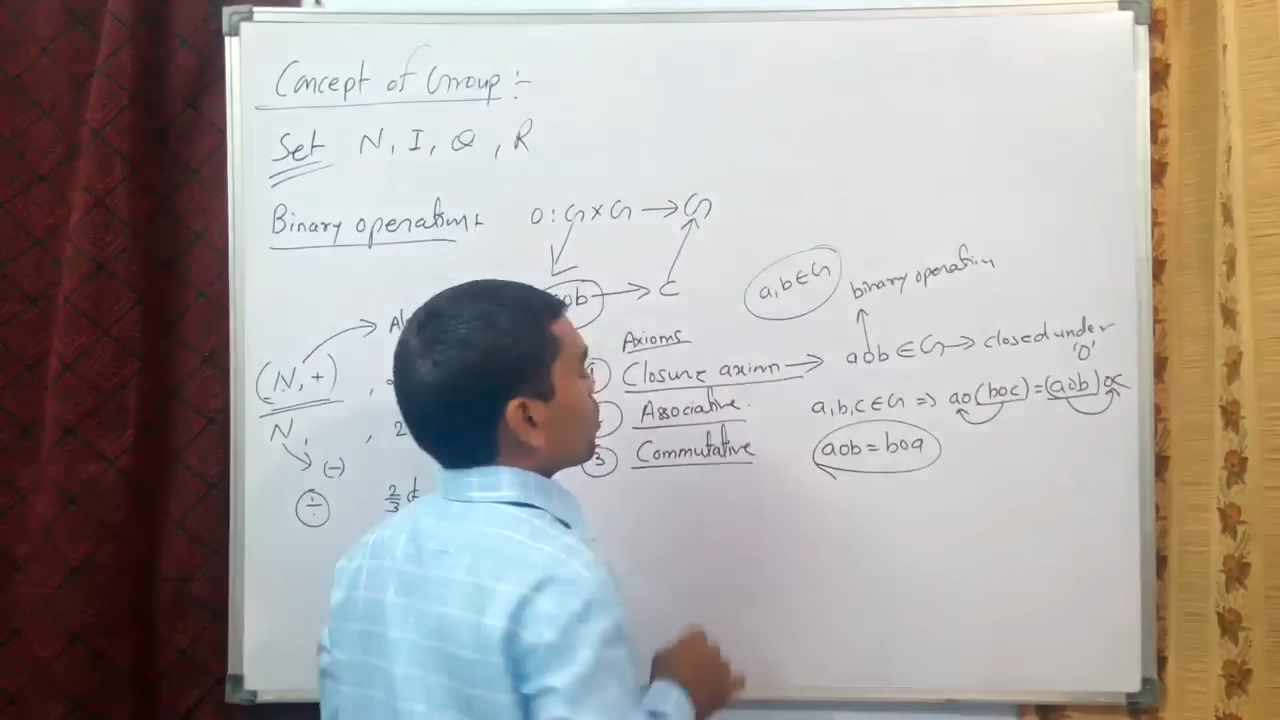 Concept of Group :-
Set N, I, Q, R
Binary operation :
o : G × G → G
aob → c
a, b ∈ G
binary operation
(N, +) ,
N, , 2
(-)
÷ 2/3 ∉
Axioms
① Closure axiom → aob ∈ G → closed under 'o'
② Associative. a, b, c ∈ G ⇒ ao(boc) = (aob)oc
③ Commutative aob = boa